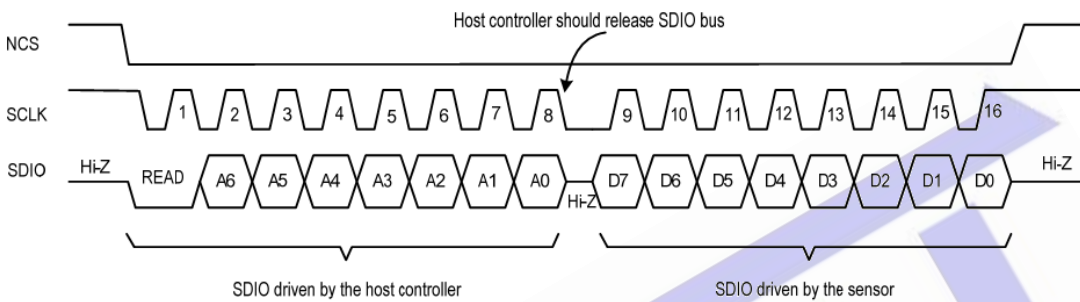 Host controller should release SDIO bus
NCS
SCLK 1 2 3 4 5 6 7 8 9 10 11 12 13 14 15 16
SDIO Hi-Z READ A6 A5 A4 A3 A2 A1 A0 Hi-Z D7 D6 D5 D4 D3 D2 D1 D0 Hi-Z
SDIO driven by the host controller SDIO driven by the sensor